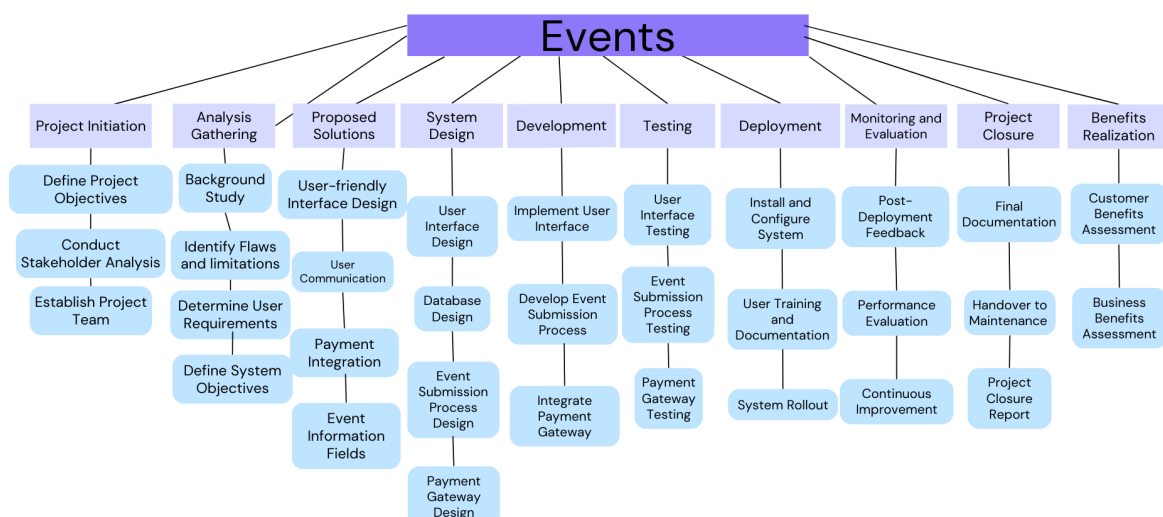 Events
Project Initiation
Define Project
Objectives
Conduct
Stakeholder Analysis
Establish Project
Team
Analysis
Gathering
Background
Study
Identify Flaws
and limitations
Determine User
Requirements
Define System
Objectives
Proposed
Solutions
User-friendly
Interface Design
User
Communication
Payment
Integration
Event
Information
Fields
System
Design
User
Interface
Design
Database
Design
Event
Submission
Process
Design
Payment
Gateway
Design
Development
Implement User
Interface
Develop Event
Submission
Process
Integrate
Payment
Gateway
Testing
User
Interface
Testing
Event
Submission
Process
Testing
Payment
Gateway
Testing
Deployment
Install and
Configure
System
User Training
and
Documentation
System Rollout
Monitoring and
Evaluation
Post-
Deployment
Feedback
Performance
Evaluation
Continuous
Improvement
Project
Closure
Final
Documentation
Handover to
Maintenance
Project
Closure
Report
Benefits
Realization
Customer
Benefits
Assessment
Business
Benefits
Assessment